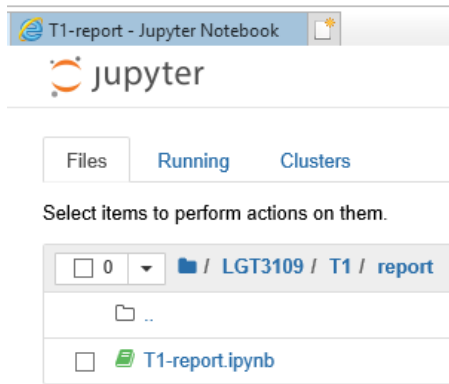 T1-report - Jupyter Notebook
jupyter
Files Running Clusters
Select items to perform actions on them.
0 / LGT3109 / T1 / report
..
T1-report.ipynb